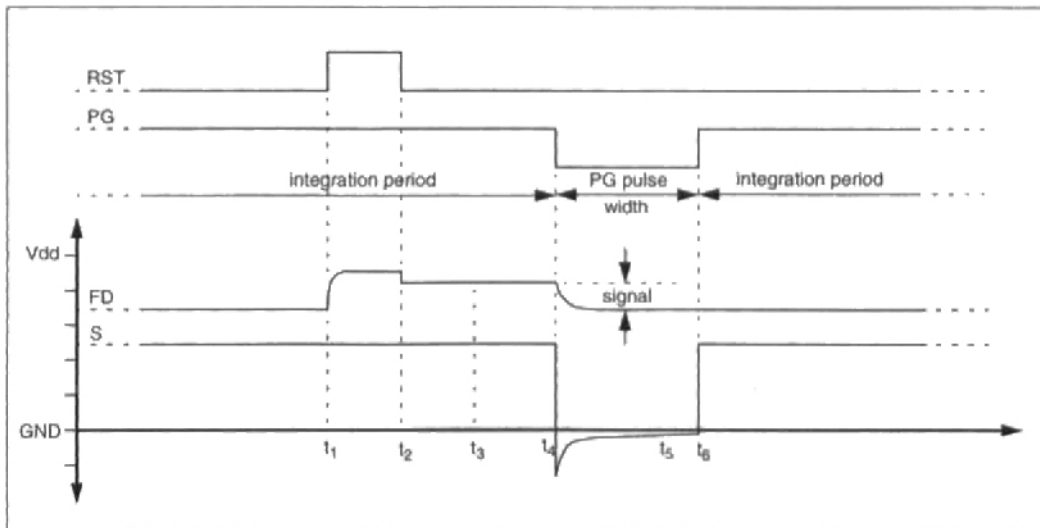 RST
PG
integration period
PG pulse
width
integration period
Vdd
FD
signal
S
GND
t1
t2
t3
t4
t5
t6